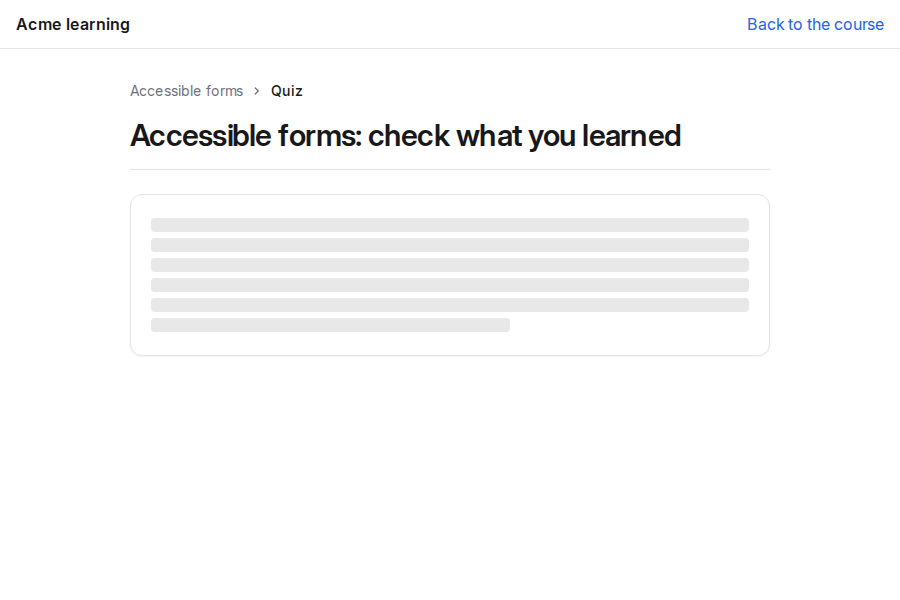 Acme learning
Back to the course
Accessible forms > Quiz
Accessible forms: check what you learned